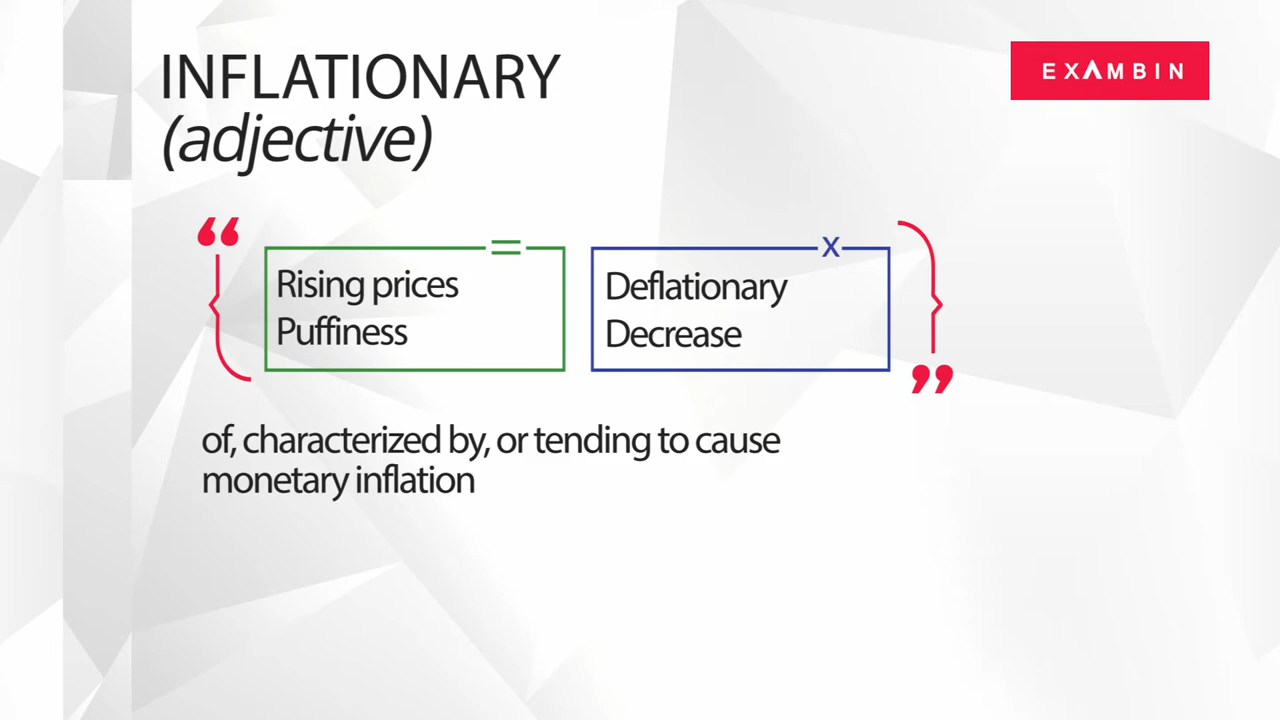 INFLATIONARY
(adjective)
EXAMBIN
“
=
Rising prices
Puffiness
x
Deflationary
Decrease
”
of, characterized by, or tending to cause
monetary inflation